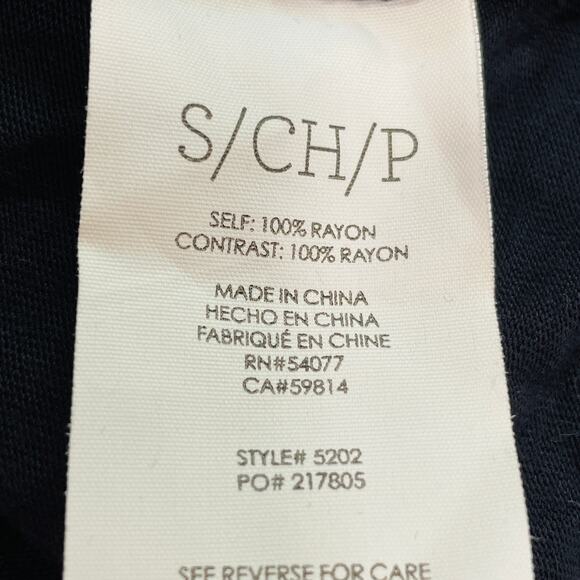 S/CH/P
SELF: 100% RAYON
CONTRAST: 100% RAYON
MADE IN CHINA
HECHO EN CHINA
FABRIQUÉ EN CHINE
RN#54077
CA#59814
STYLE# 5202
PO# 217805
SEE REVERSE FOR CARE